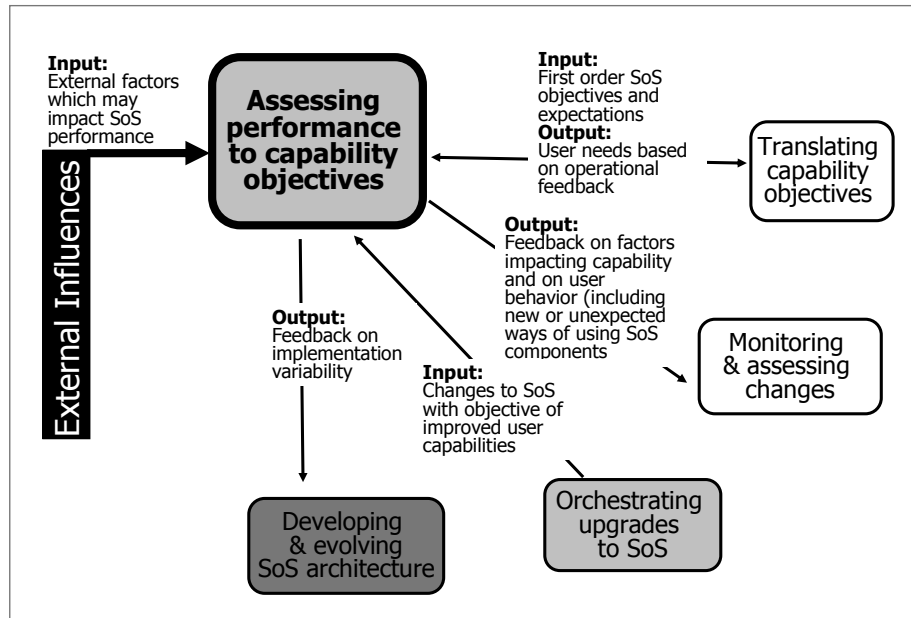 Input:
External factors
which may
impact SoS
performance
External Influences
Assessing
performance
to capability
objectives
Input:
First order SoS
objectives and
expectations
Output:
User needs based
on operational
feedback
Translating
capability
objectives
Output:
Feedback on factors
impacting capability
and on user
behavior (including
new or unexpected
ways of using SoS
components
Monitoring
& assessing
changes
Output:
Feedback on
implementation
variability
Input:
Changes to SoS
with objective of
improved user
capabilities
Developing
& evolving
SoS architecture
Orchestrating
upgrades
to SoS